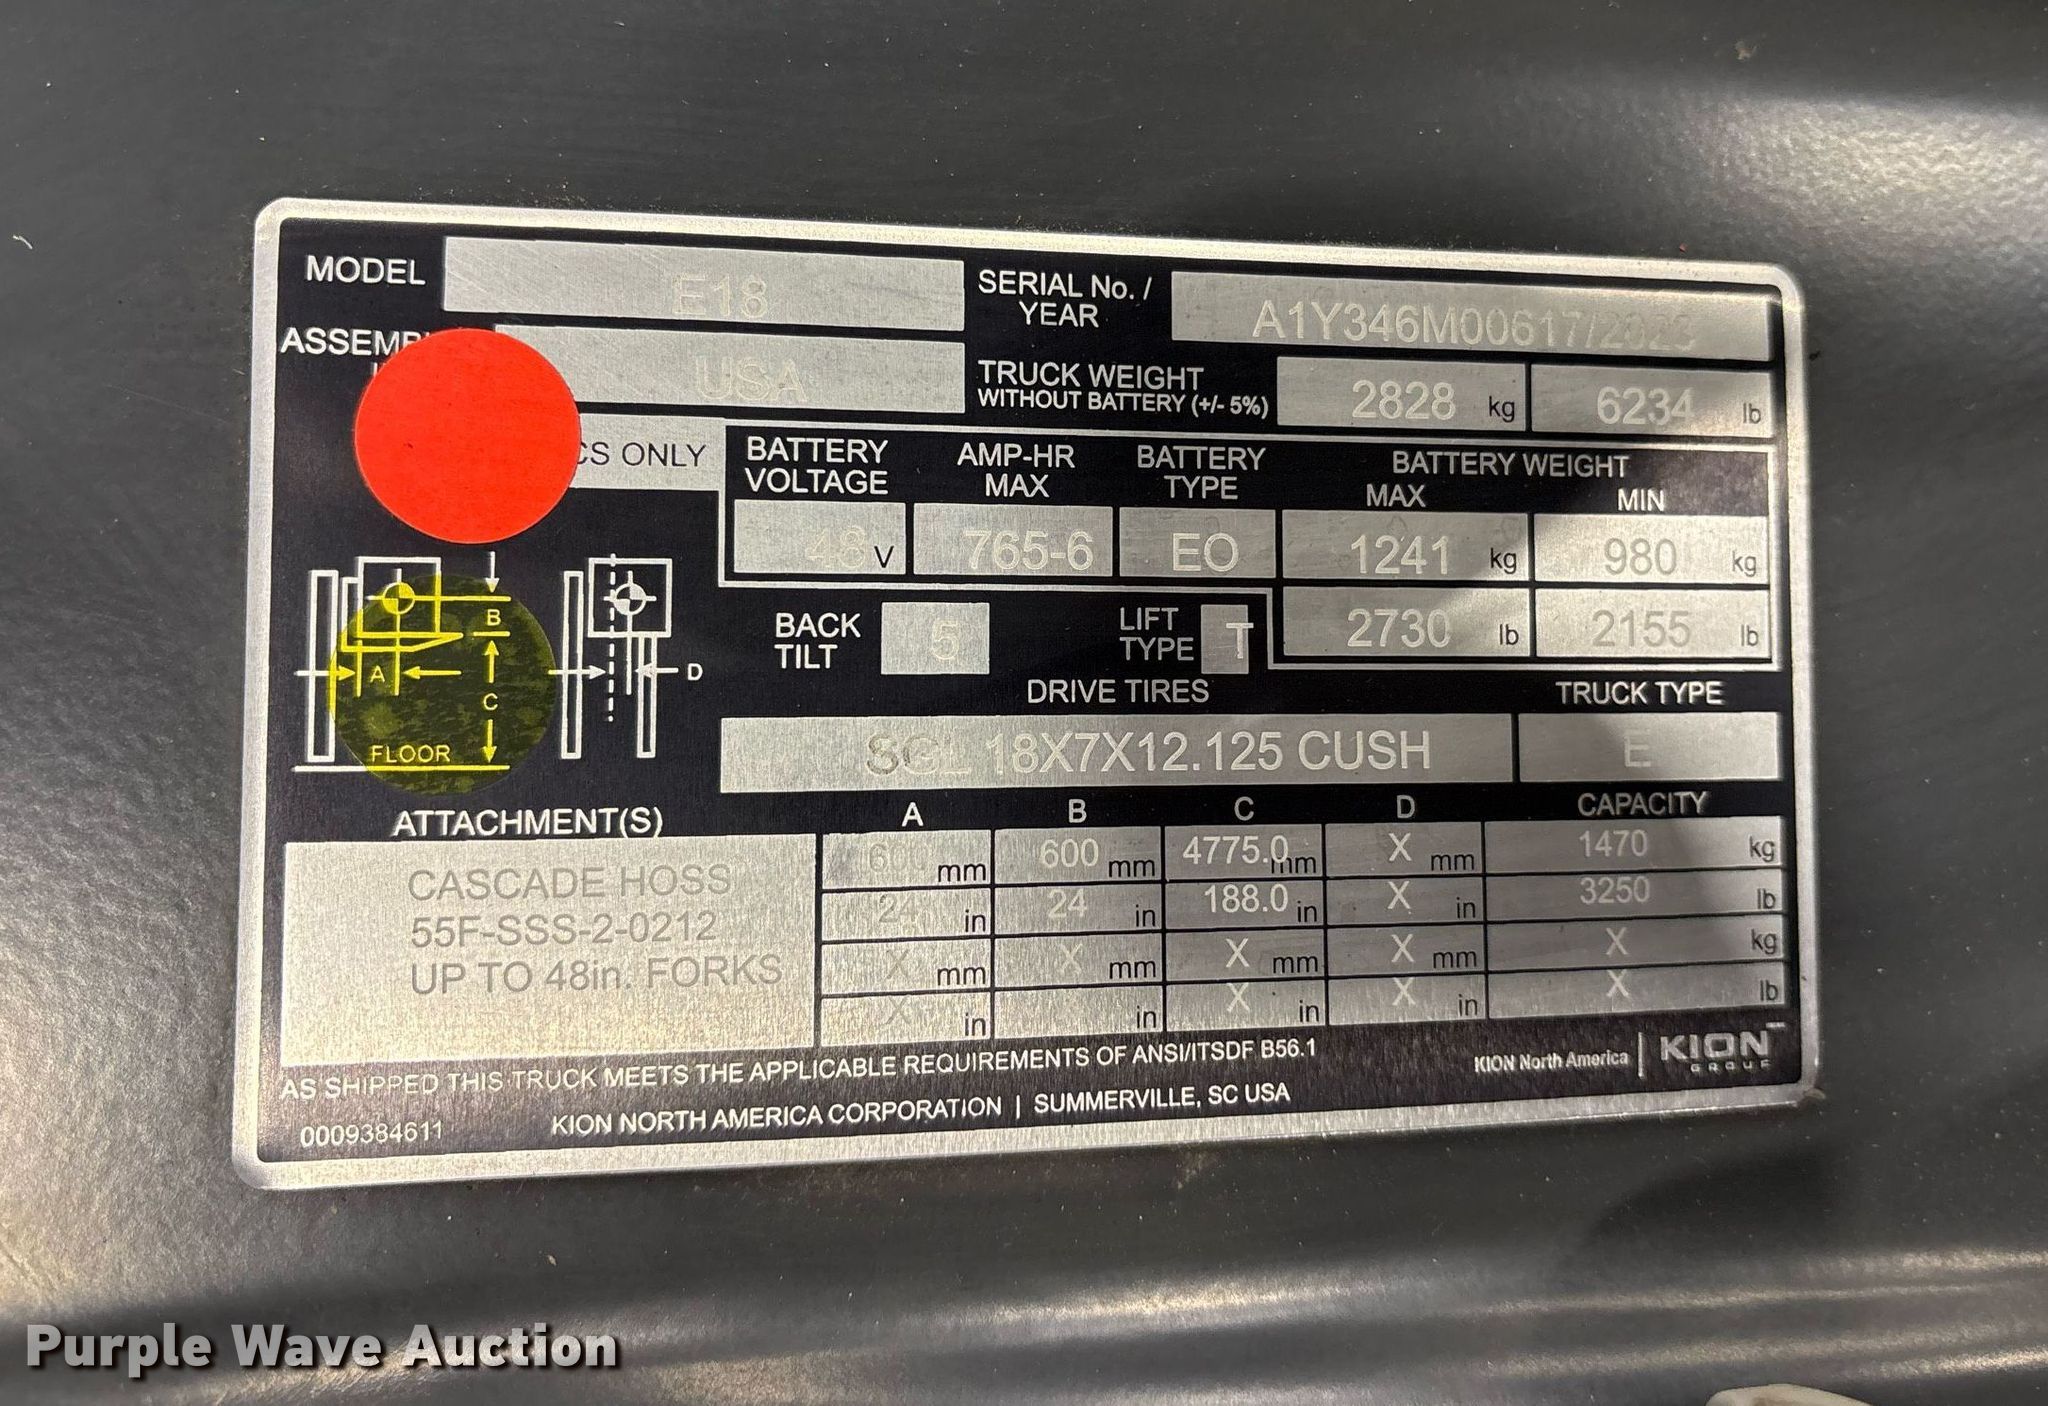 MODEL E18
SERIAL No. / YEAR A1Y346M00617/2023
USA
TRUCK WEIGHT WITHOUT BATTERY (+/- 5%) 2828 kg 6234 lb
ONLY
BATTERY VOLTAGE 48 V
AMP-HR MAX 765-6
BATTERY TYPE EO
BATTERY WEIGHT
MAX 1241 kg 2730 lb
MIN 980 kg 2155 lb
BACK TILT 5
LIFT TYPE T
B
A
C
D
FLOOR
DRIVE TIRES
SGL 18X7X12.125 CUSH
TRUCK TYPE
E
ATTACHMENT(S)
CASCADE HOSS
55F-SSS-2-0212
UP TO 48in. FORKS
A B C D CAPACITY
600 mm 600 mm 4775.0 mm X mm 1470 kg
24 in 24 in 188.0 in X in 3250 lb
X mm X mm X mm X mm X kg
X in in X in X in X lb
AS SHIPPED THIS TRUCK MEETS THE APPLICABLE REQUIREMENTS OF ANSI/ITSDF B56.1
KION North America | KION GROUP
0009384611
KION NORTH AMERICA CORPORATION | SUMMERVILLE, SC USA
Purple Wave Auction